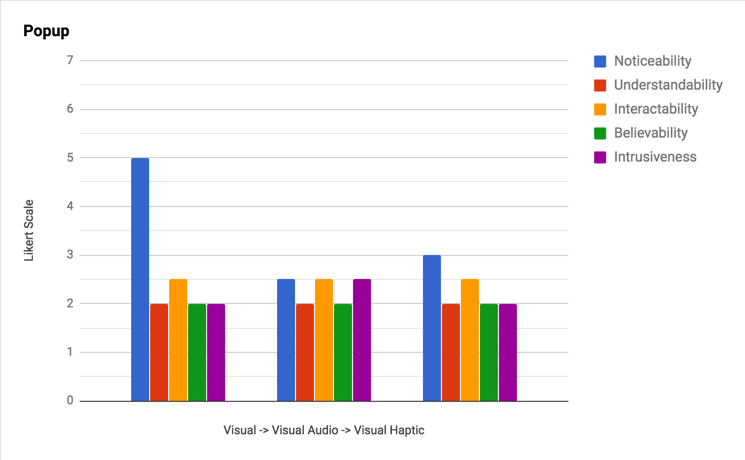 Popup
7
6
5
4
3
2
1
0
Likert Scale
Visual -> Visual Audio -> Visual Haptic
Noticeability
Understandability
Interactability
Believability
Intrusiveness